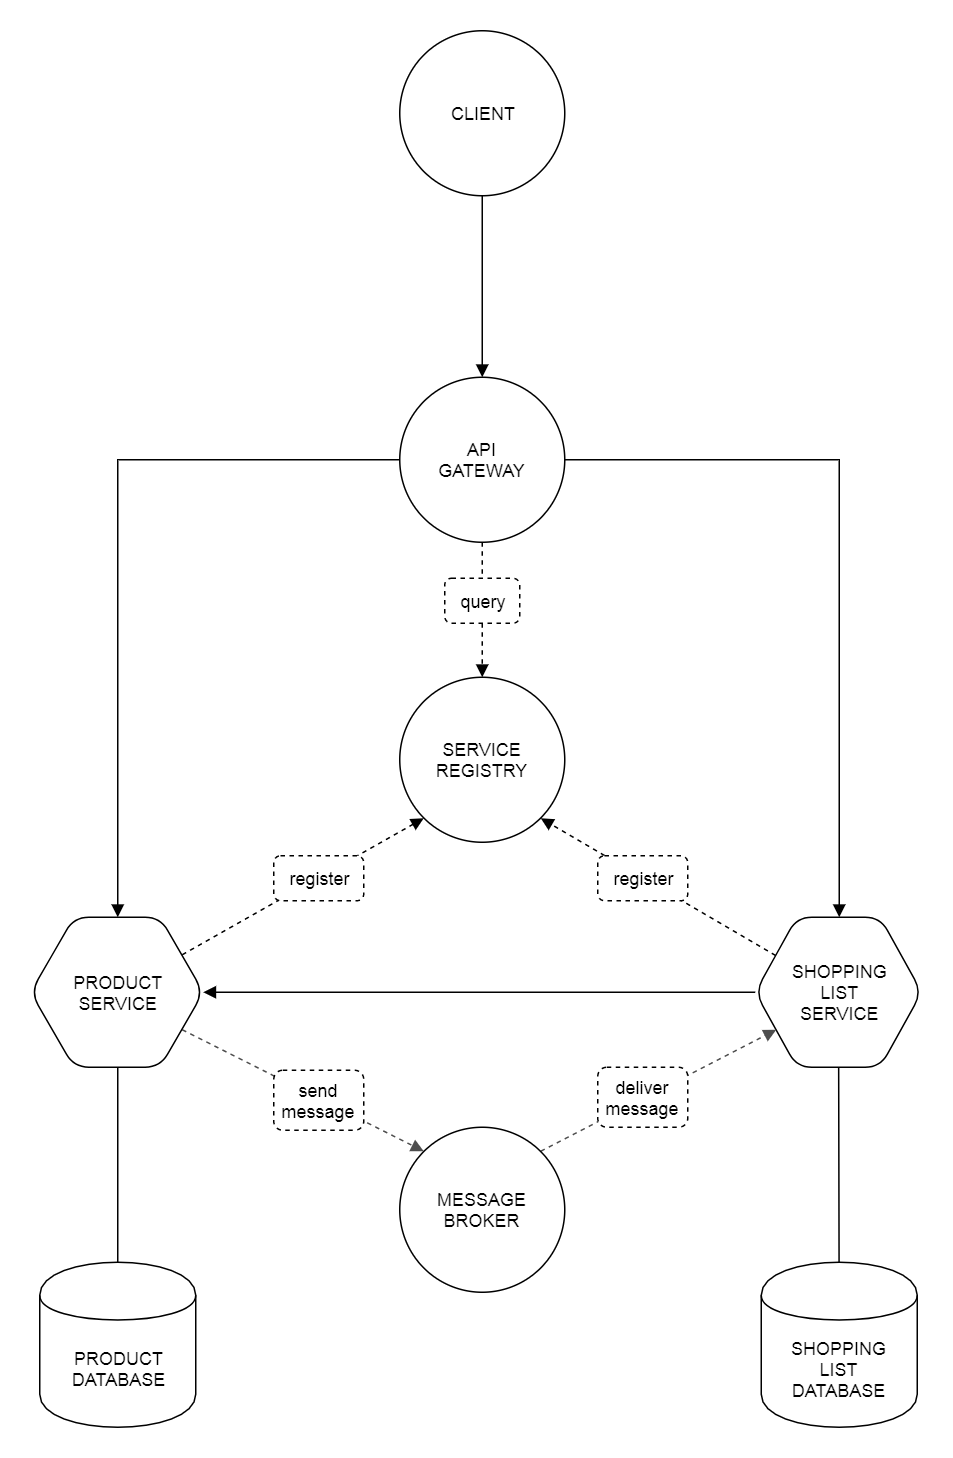 CLIENT
API
GATEWAY
query
SERVICE
REGISTRY
register
register
PRODUCT
SERVICE
SHOPPING
LIST
SERVICE
send
message
deliver
message
MESSAGE
BROKER
PRODUCT
DATABASE
SHOPPING
LIST
DATABASE